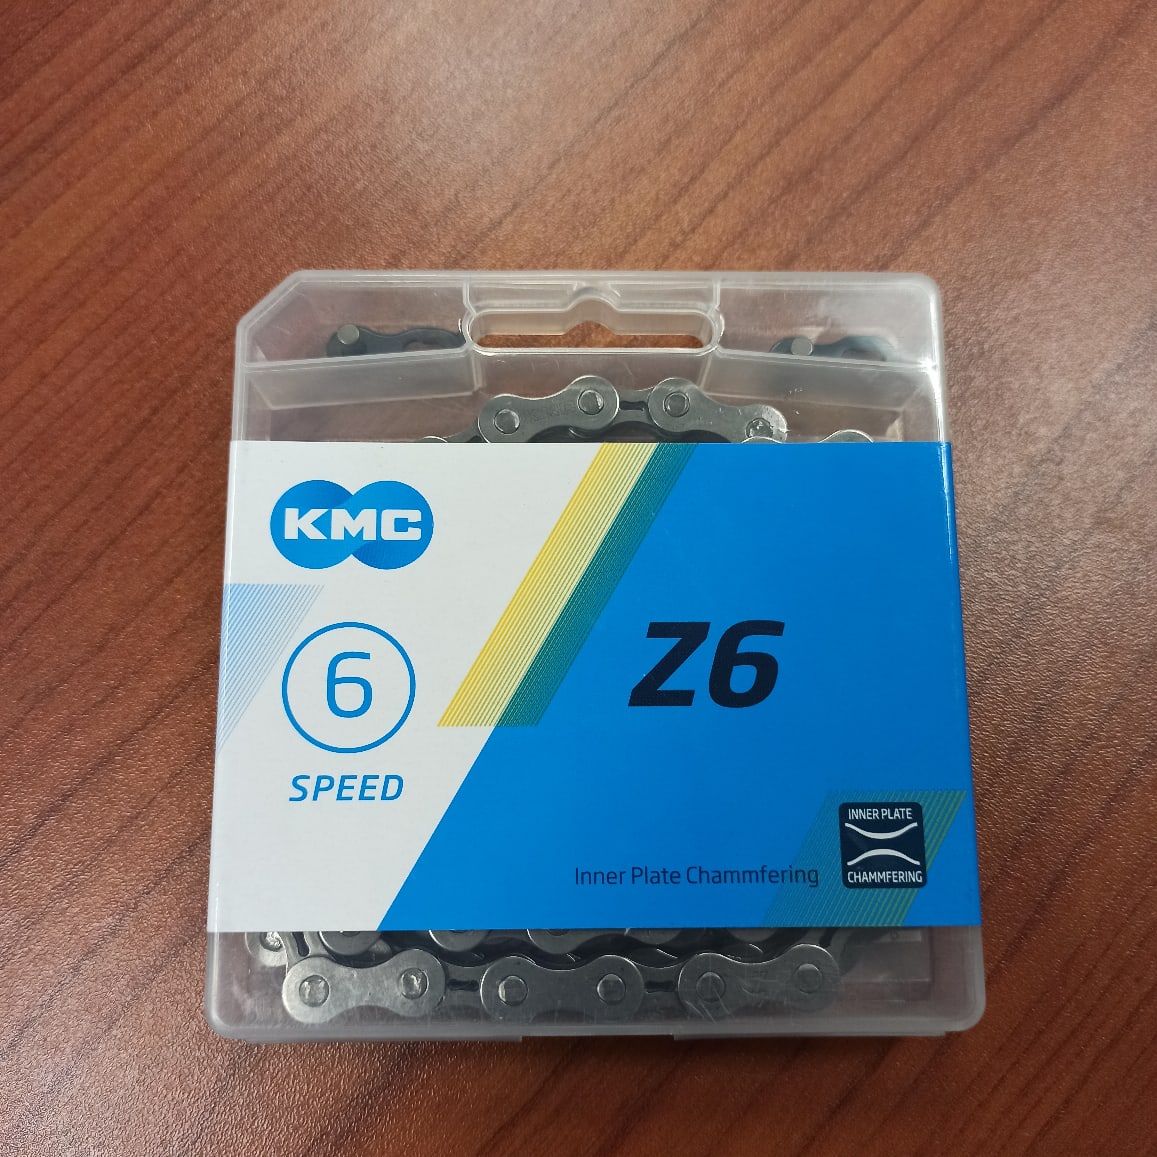 KMC
6
SPEED
Z6
Inner Plate Chammfering
INNER PLATE
CHAMMFERING